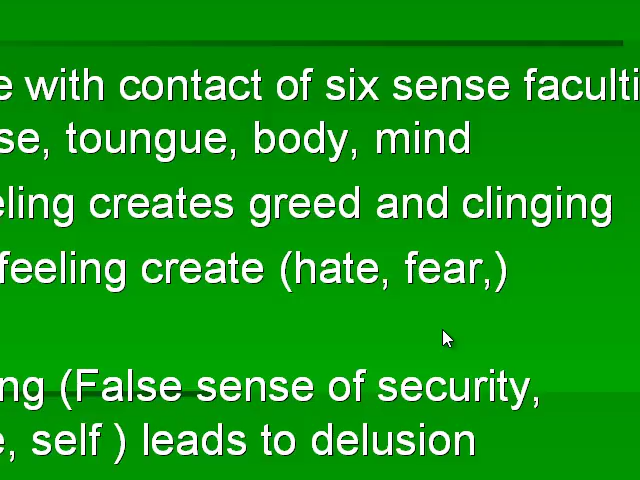 e with contact of six sense faculti
se, toungue, body, mind
eling creates greed and clinging
feeling create (hate, fear,)
ng (False sense of security,
e, self ) leads to delusion